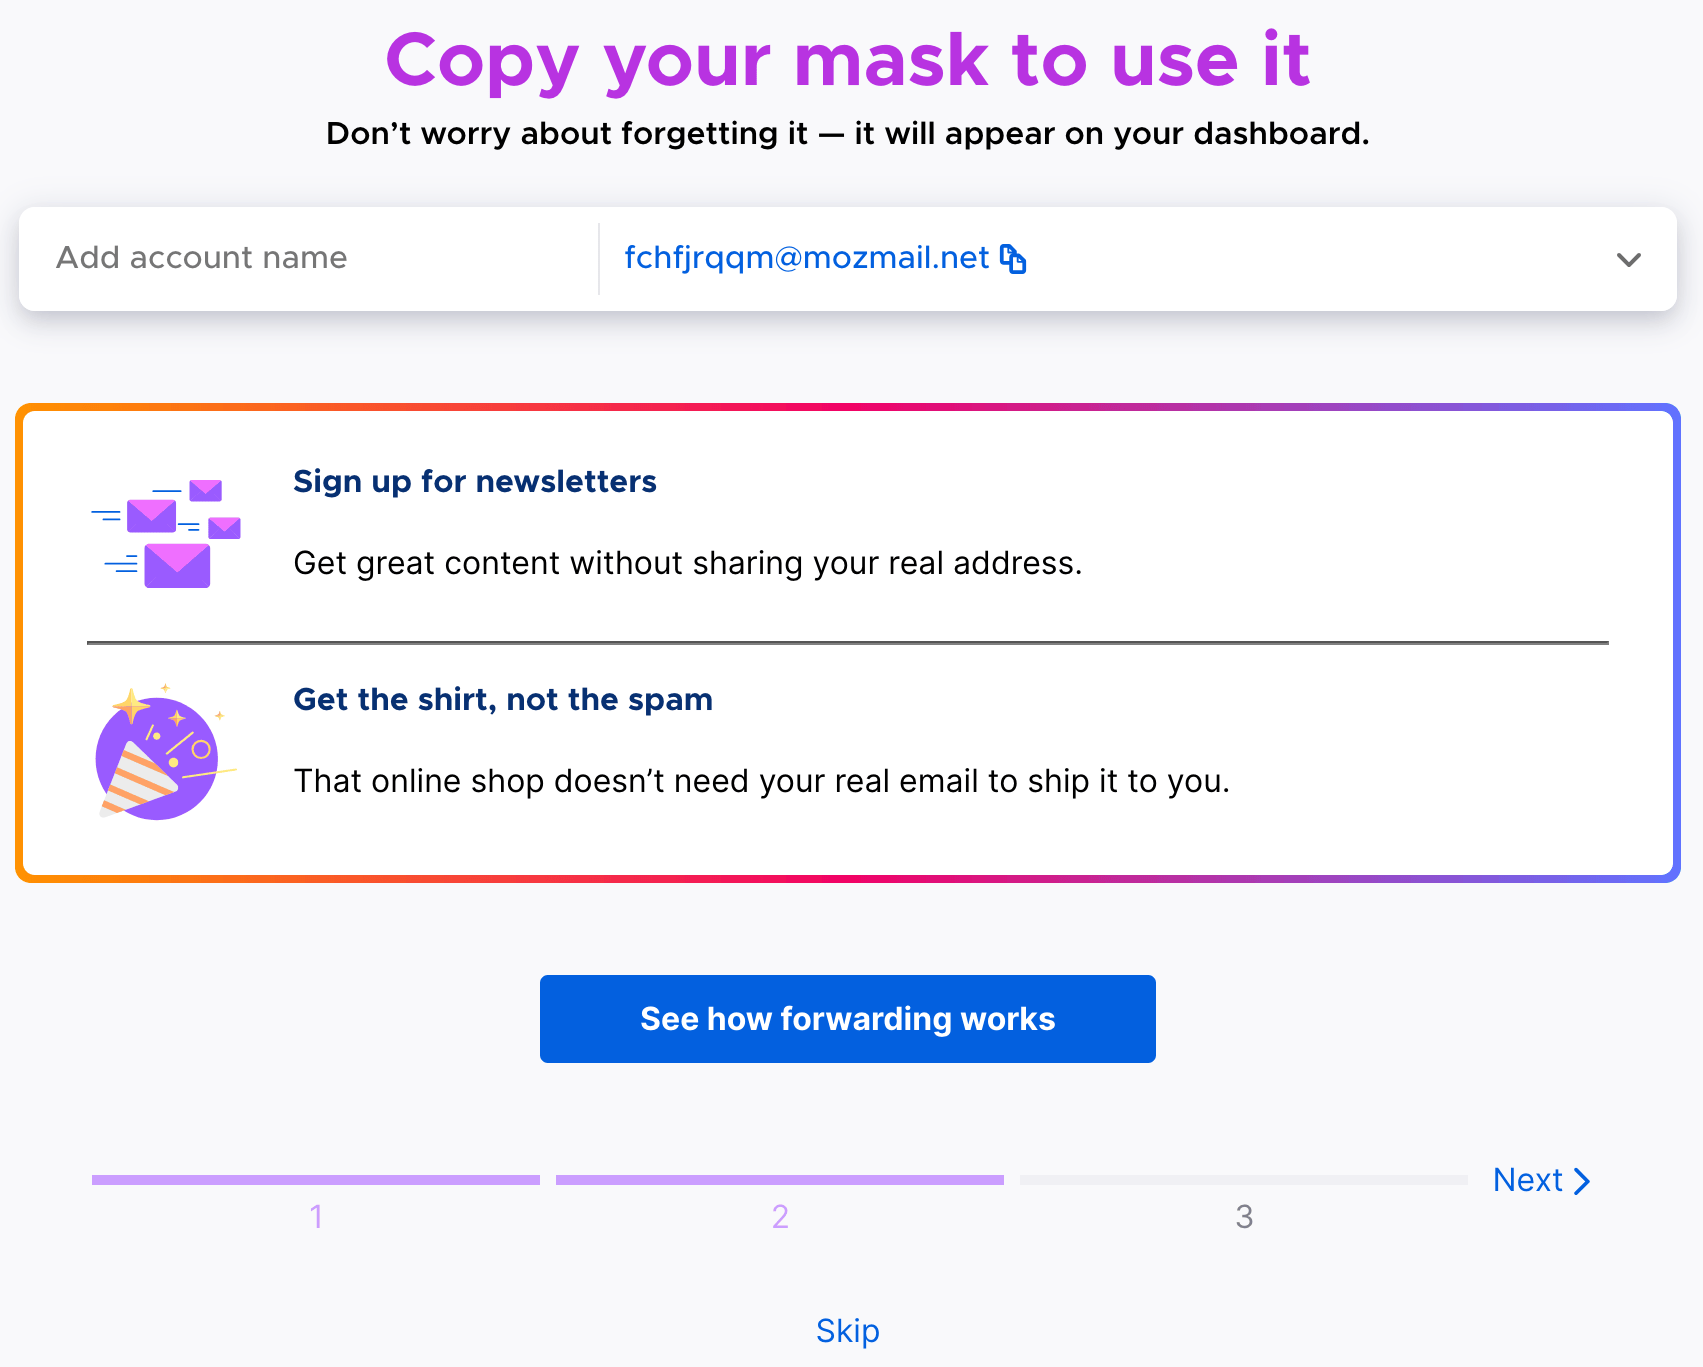 Copy your mask to use it
Don’t worry about forgetting it — it will appear on your dashboard.
Add account name
fchfjrqqm@mozmail.net
Sign up for newsletters
Get great content without sharing your real address.
Get the shirt, not the spam
That online shop doesn’t need your real email to ship it to you.
See how forwarding works
Next
1
2
3
Skip